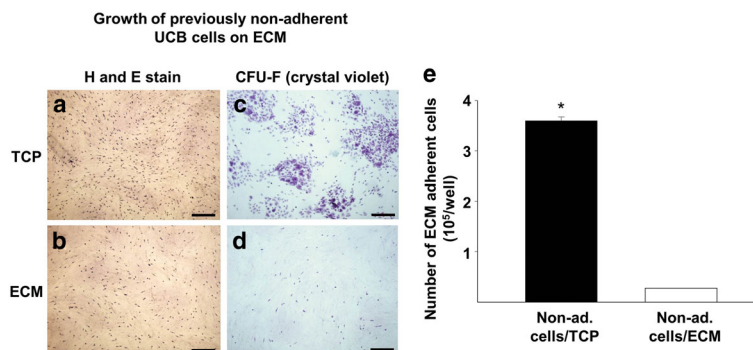 Growth of previously non-adherent
UCB cells on ECM
H and E stain
CFU-F (crystal violet)
a
c
TCP
b
d
ECM
e
Number of ECM adherent cells
(10⁵/well)
4
3
2
1
*
Non-ad.
cells/TCP
Non-ad.
cells/ECM